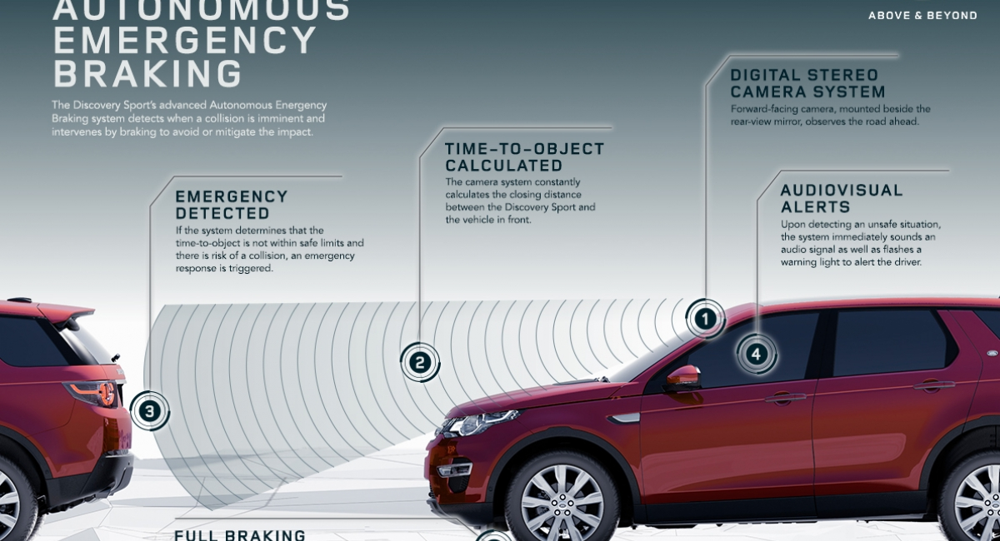 AUTONOMOUS
EMERGENCY
BRAKING
The Discovery Sport's advanced Autonomous Emergency
Braking system detects when a collision is imminent and
intervenes by braking to avoid or mitigate the impact.
ABOVE & BEYOND
DIGITAL STEREO
CAMERA SYSTEM
Forward-facing camera, mounted beside the
rear-view mirror, observes the road ahead.
TIME-TO-OBJECT
CALCULATED
The camera system constantly
calculates the closing distance
between the Discovery Sport and
the vehicle in front.
AUDIOVISUAL
ALERTS
Upon detecting an unsafe situation,
the system immediately sounds an
audio signal as well as flashes a
warning light to alert the driver.
EMERGENCY
DETECTED
If the system determines that the
time-to-object is not within safe limits and
there is risk of a collision, an emergency
response is triggered.
1
4
2
3
FULL BRAKING